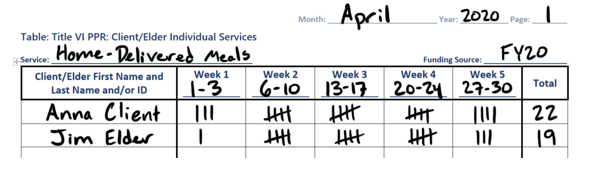 Month: April Year: 2020 Page: 1
Table: Title VI PPR: Client/Elder Individual Services
Service: Home-Delivered Meals Funding Source: FY20
Client/Elder First Name and Last Name and/or ID Week 1 1-3 Week 2 6-10 Week 3 13-17 Week 4 20-24 Week 5 27-30 Total
Anna Client ||| 卌 卌 卌 |||| 22
Jim Elder | 卌 卌 卌 ||| 19